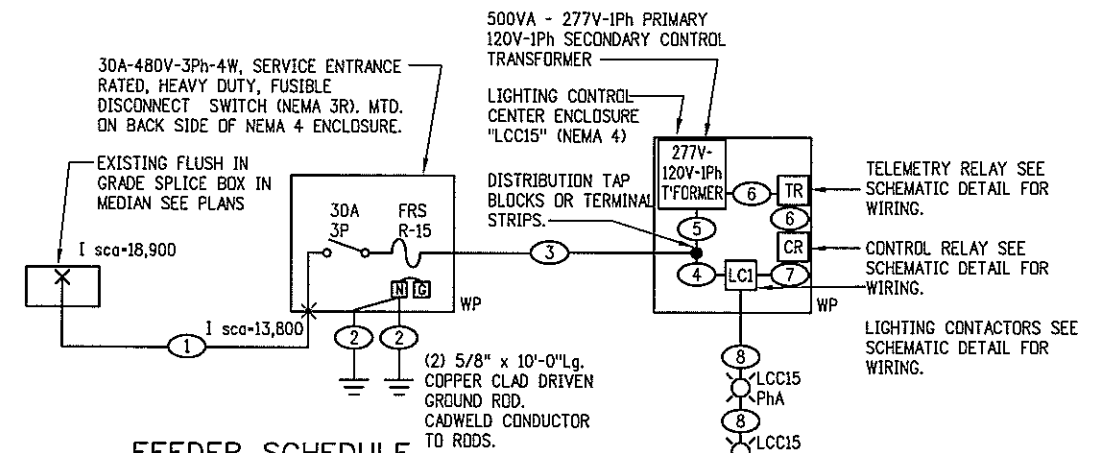 500VA - 277V-1Ph PRIMARY
120V-1Ph SECONDARY CONTROL
TRANSFORMER
30A-480V-3Ph-4W, SERVICE ENTRANCE
RATED, HEAVY DUTY, FUSIBLE
DISCONNECT SWITCH (NEMA 3R). MTD.
ON BACK SIDE OF NEMA 4 ENCLOSURE.
LIGHTING CONTROL
CENTER ENCLOSURE
"LCC15" (NEMA 4)
EXISTING FLUSH IN
GRADE SPLICE BOX IN
MEDIAN SEE PLANS
I sca=18,900
30A
3P
FRS
R-15
N G
WP
I sca=13,800
1
2
2
3
(2) 5/8" x 10'-0"Lg.
COPPER CLAD DRIVEN
GROUND ROD.
CADWELD CONDUCTOR
TO RODS.
DISTRIBUTION TAP
BLOCKS OR TERMINAL
STRIPS.
277V-
120V-1Ph
T'FORMER
6
TR
6
5
CR
4
LC1
7
WP
TELEMETRY RELAY SEE
SCHEMATIC DETAIL FOR
WIRING.
CONTROL RELAY SEE
SCHEMATIC DETAIL FOR
WIRING.
LIGHTING CONTACTORS SEE
SCHEMATIC DETAIL FOR
WIRING.
8
LCC15
PhA
8
LCC15
FEEDER SCHEDULE